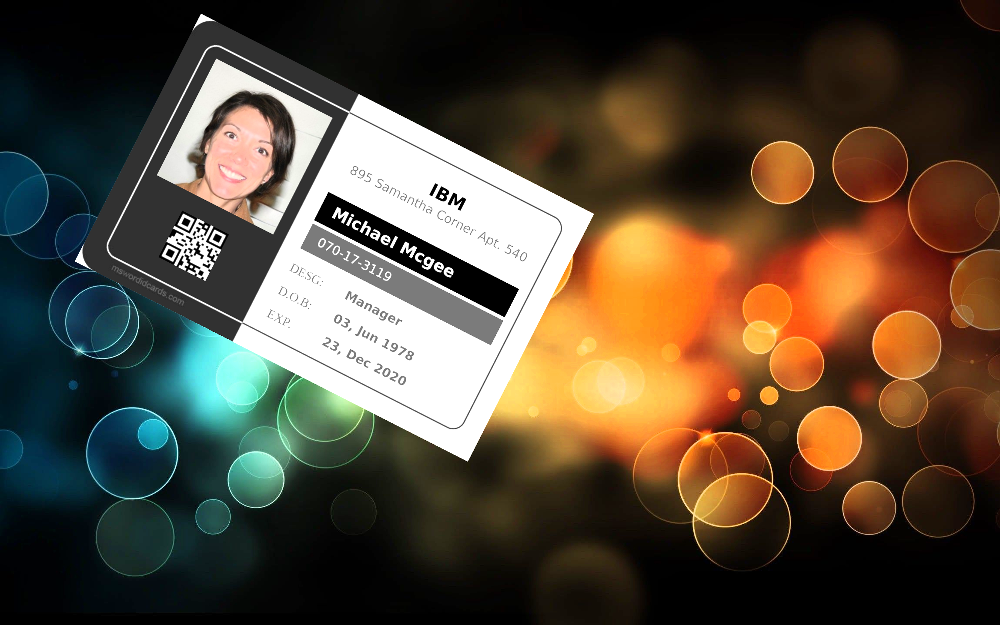 IBM
895 Samantha Corner Apt. 540
Michael Mcgee
070-17-3119
DESG: Manager
D.O.B: 03, Jun 1978
EXP. 23, Dec 2020
mswordidcards.com